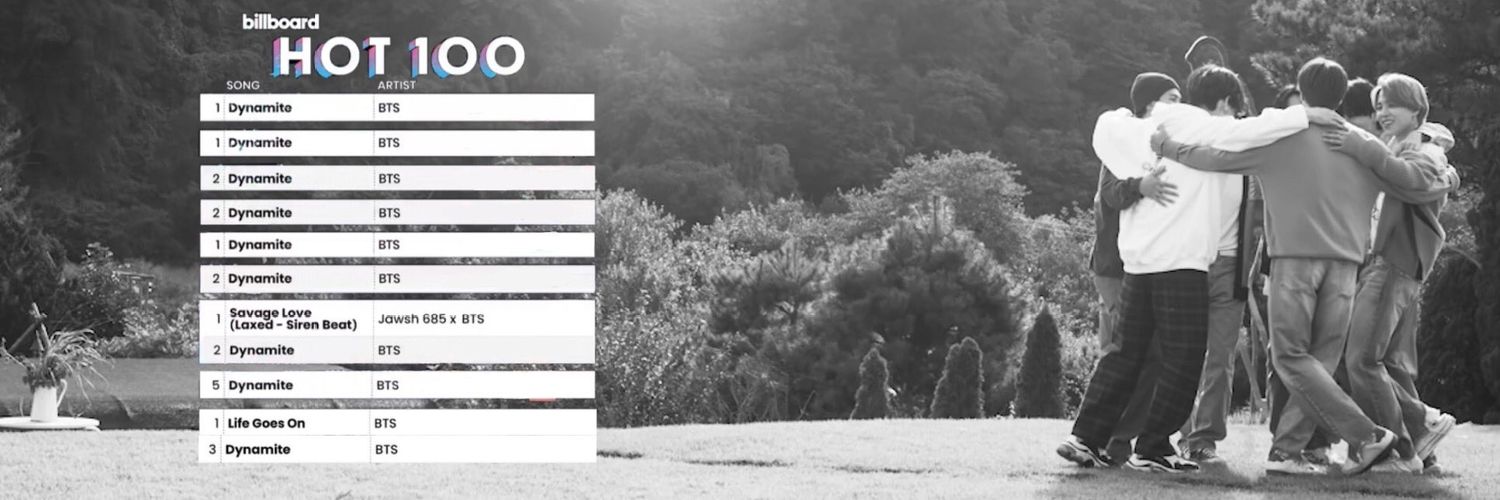 billboard
HOT 100
SONG ARTIST
1 Dynamite BTS
1 Dynamite BTS
2 Dynamite BTS
2 Dynamite BTS
1 Dynamite BTS
2 Dynamite BTS
1 Savage Love
(Laxed - Siren Beat) Jawsh 685 x BTS
2 Dynamite BTS
5 Dynamite BTS
1 Life Goes On BTS
3 Dynamite BTS